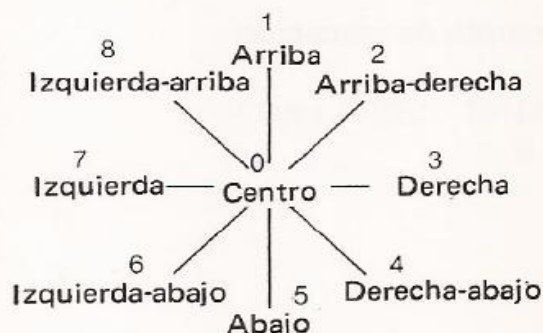 1
Arriba
8
Izquierda-arriba
2
Arriba-derecha
7
Izquierda
0
Centro
3
Derecha
6
Izquierda-abajo
5
Abajo
4
Derecha-abajo